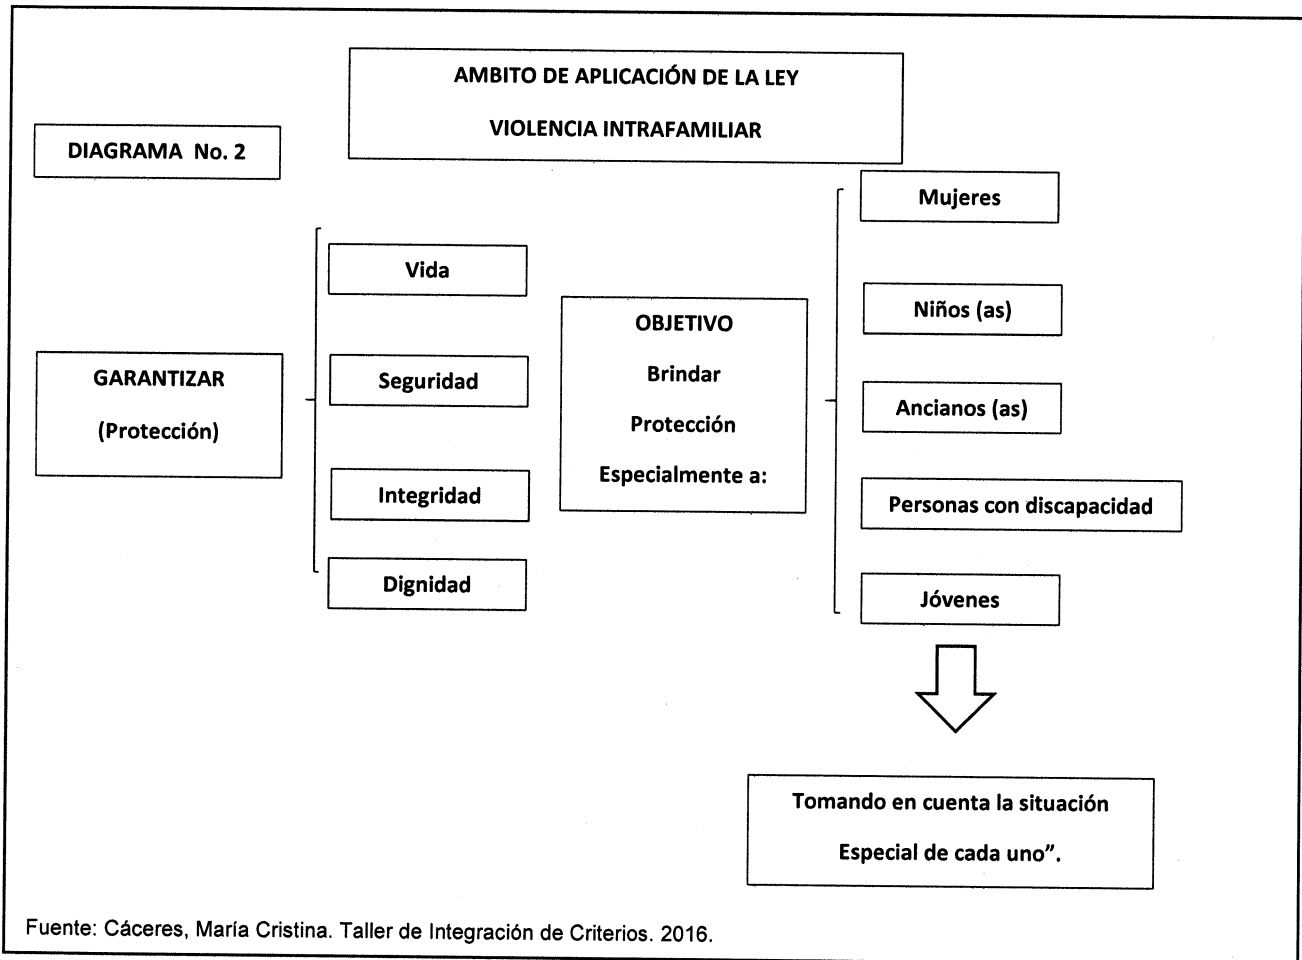 AMBITO DE APLICACIÓN DE LA LEY
VIOLENCIA INTRAFAMILIAR
DIAGRAMA No. 2
GARANTIZAR
(Protección)
Vida
Seguridad
Integridad
Dignidad
OBJETIVO
Brindar
Protección
Especialmente a:
Mujeres
Niños (as)
Ancianos (as)
Personas con discapacidad
Jóvenes
Tomando en cuenta la situación
Especial de cada uno”.
Fuente: Cáceres, María Cristina. Taller de Integración de Criterios. 2016.